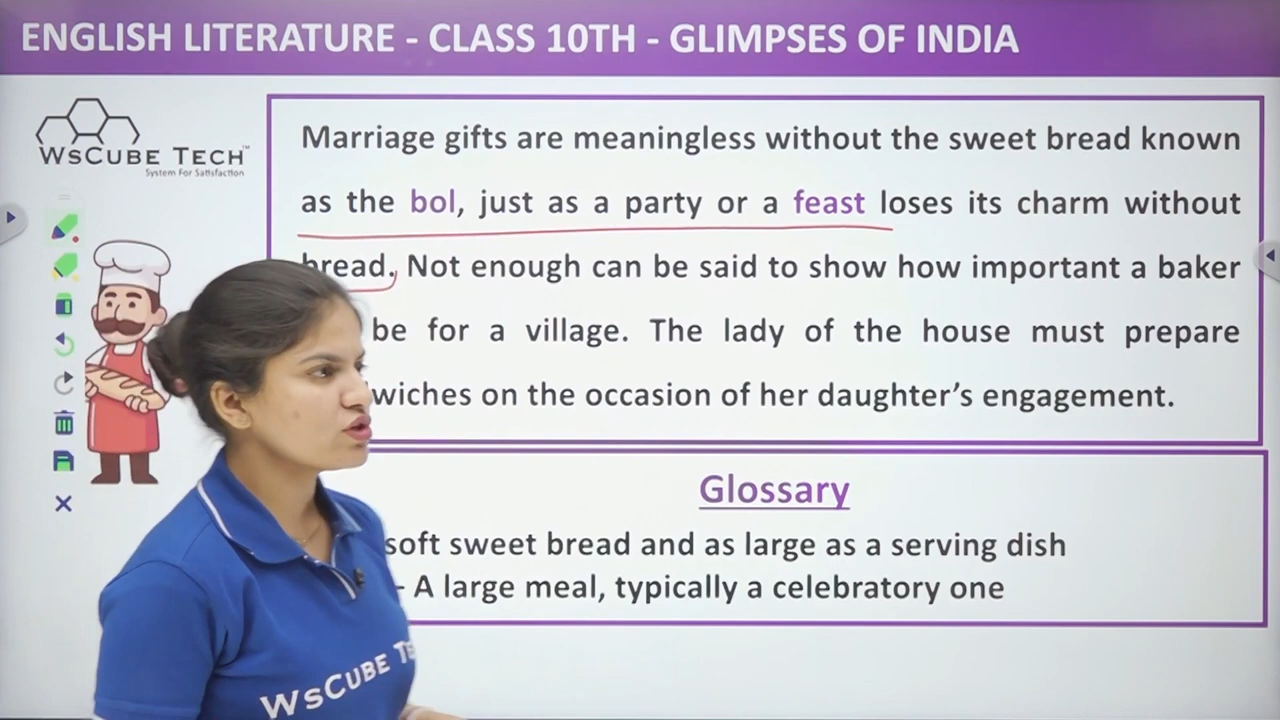 ENGLISH LITERATURE - CLASS 10TH - GLIMPSES OF INDIA
WSCUBE TECH™
System For Satisfaction
Marriage gifts are meaningless without the sweet bread known
as the bol, just as a party or a feast loses its charm without
bread. Not enough can be said to show how important a baker
be for a village. The lady of the house must prepare
wiches on the occasion of her daughter's engagement.
Glossary
soft sweet bread and as large as a serving dish
- A large meal, typically a celebratory one
WSCUBE TE